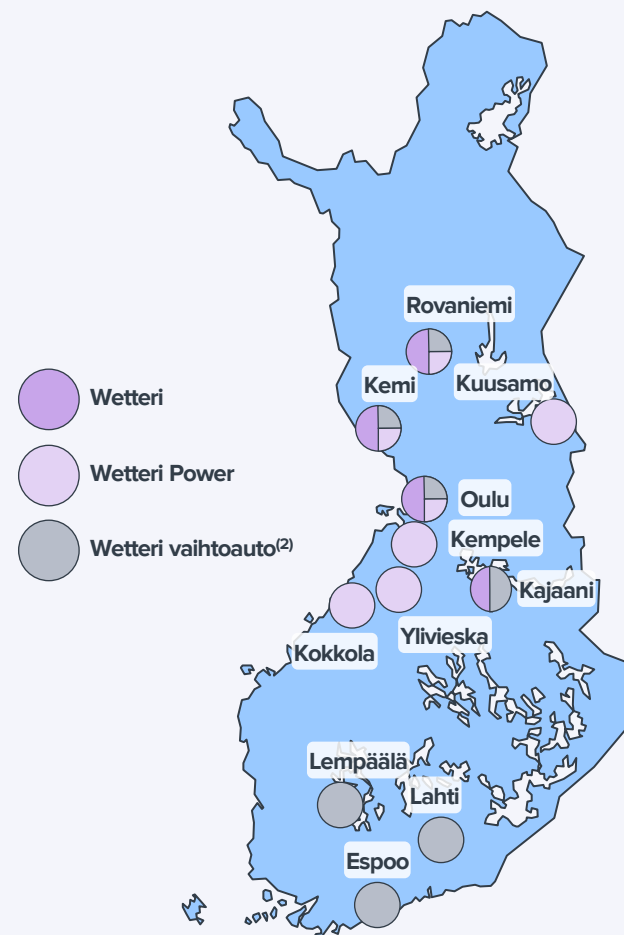 Rovaniemi
Kemi
Kuusamo
Wetteri
Wetteri Power
Oulu
Wetteri vaihtoauto⁽²⁾
Kempele
Kajaani
Ylivieska
Kokkola
Lempäälä
Lahti
Espoo